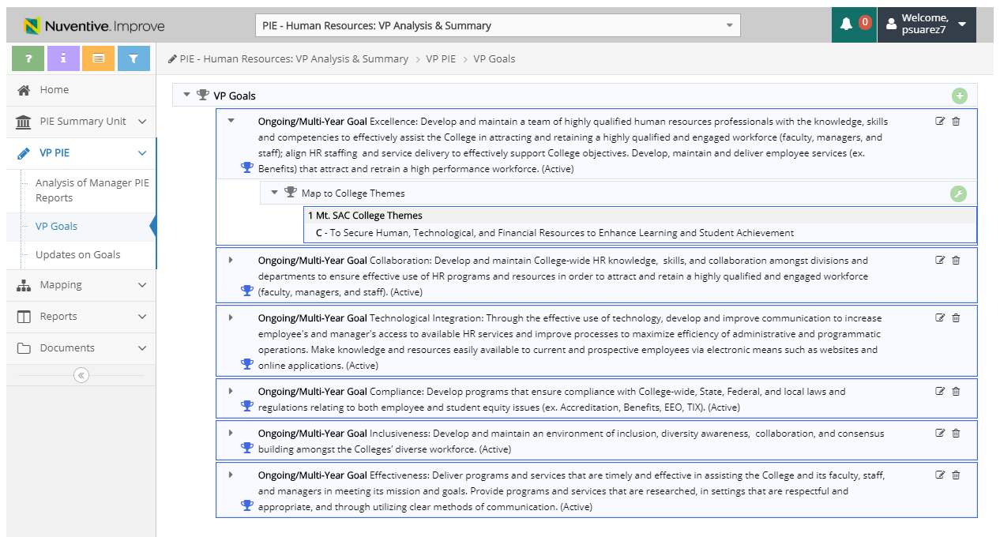 Nuventive.Improve
PIE - Human Resources: VP Analysis & Summary
0
Welcome,
psuarez7
?
i
PIE - Human Resources: VP Analysis & Summary > VP PIE > VP Goals
Home
PIE Summary Unit
VP PIE
Analysis of Manager PIE
Reports
VP Goals
Updates on Goals
Mapping
Reports
Documents
VP Goals
Ongoing/Multi-Year Goal Excellence: Develop and maintain a team of highly qualified human resources professionals with the knowledge, skills
and competencies to effectively assist the College in attracting and retaining a highly qualified and engaged workforce (faculty, managers, and
staff); align HR staffing  and service delivery to effectively support College objectives. Develop, maintain and deliver employee services (ex.
Benefits) that attract and retrain a high performance workforce. (Active)
Map to College Themes
1 Mt. SAC College Themes
C - To Secure Human, Technological, and Financial Resources to Enhance Learning and Student Achievement
Ongoing/Multi-Year Goal Collaboration: Develop and maintain College-wide HR knowledge,  skills, and collaboration amongst divisions and
departments to ensure effective use of HR programs and resources in order to attract and retain a highly qualified and engaged workforce
(faculty, managers, and staff). (Active)
Ongoing/Multi-Year Goal Technological Integration: Through the effective use of technology, develop and improve communication to increase
employee's and manager's access to available HR services and improve processes to maximize efficiency of administrative and programmatic
operations. Make knowledge and resources easily available to current and prospective employees via electronic means such as websites and
online applications. (Active)
Ongoing/Multi-Year Goal Compliance: Develop programs that ensure compliance with College-wide, State, Federal, and local laws and
regulations relating to both employee and student equity issues (ex. Accreditation, Benefits, EEO, TIX). (Active)
Ongoing/Multi-Year Goal Inclusiveness: Develop and maintain an environment of inclusion, diversity awareness,  collaboration, and consensus
building amongst the Colleges’ diverse workforce. (Active)
Ongoing/Multi-Year Goal Effectiveness: Deliver programs and services that are timely and effective in assisting the College and its faculty, staff,
and managers in meeting its mission and goals. Provide programs and services that are researched, in settings that are respectful and
appropriate, and through utilizing clear methods of communication. (Active)